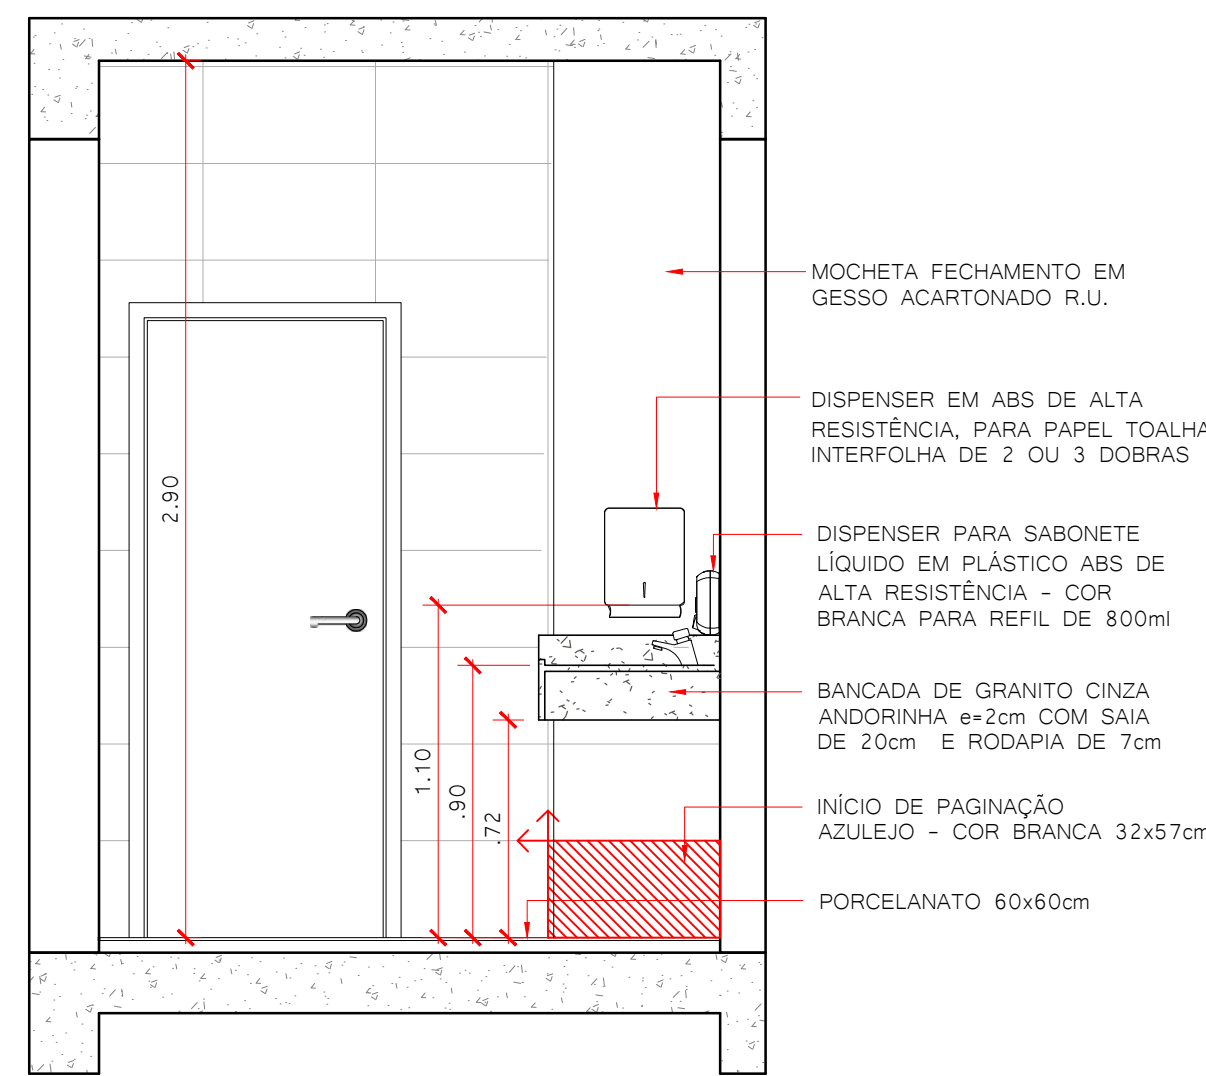 MOCHETA FECHAMENTO EM
GESSO ACARTONADO R.U.
DISPENSER EM ABS DE ALTA
RESISTÊNCIA, PARA PAPEL TOALHA
INTERFOLHA DE 2 OU 3 DOBRAS
2.90
DISPENSER PARA SABONETE
LÍQUIDO EM PLÁSTICO ABS DE
ALTA RESISTÊNCIA - COR
BRANCA PARA REFIL DE 800ml
BANCADA DE GRANITO CINZA
ANDORINHA e=2cm COM SAIA
DE 20cm E RODAPIA DE 7cm
1.10
.90
.72
INÍCIO DE PAGINAÇÃO
AZULEJO - COR BRANCA 32x57cm
PORCELANATO 60x60cm